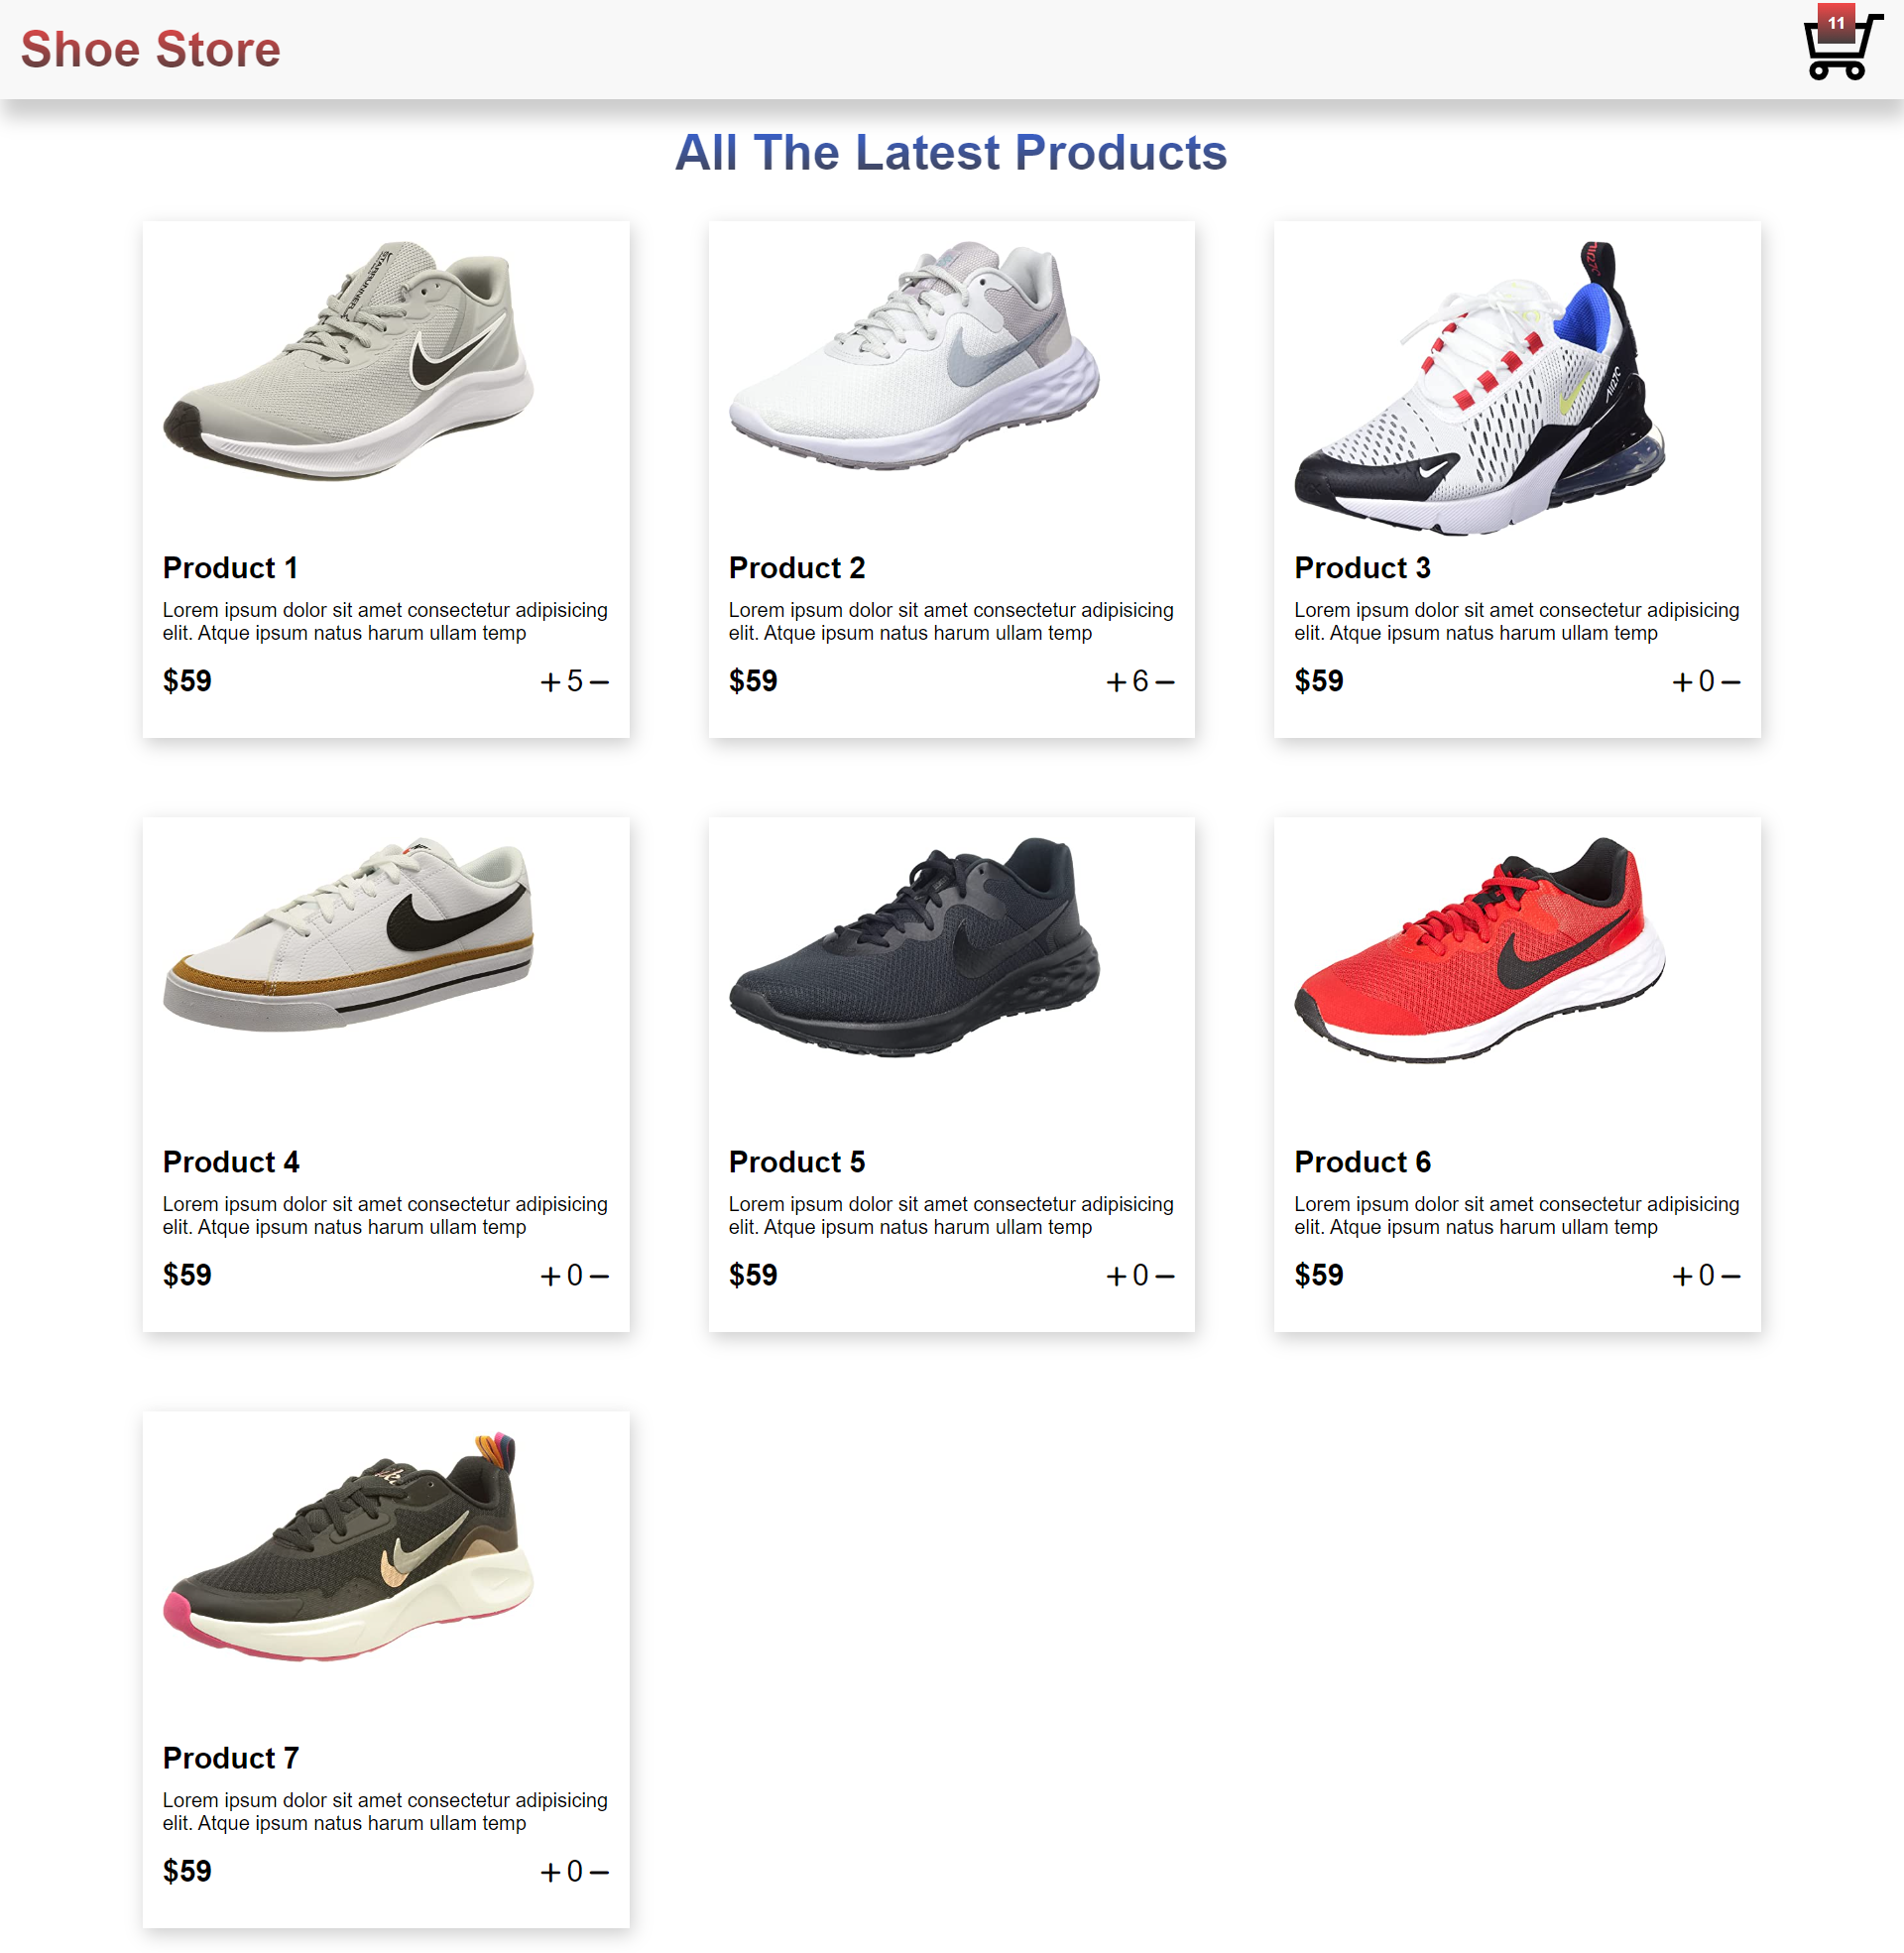 Shoe Store
11
All The Latest Products
STARRUNNER
Product 1
Lorem ipsum dolor sit amet consectetur adipisicing
elit. Atque ipsum natus harum ullam temp
$59
+ 5 −
Product 2
Lorem ipsum dolor sit amet consectetur adipisicing
elit. Atque ipsum natus harum ullam temp
$59
+ 6 −
Product 3
Lorem ipsum dolor sit amet consectetur adipisicing
elit. Atque ipsum natus harum ullam temp
$59
+ 0 −
Product 4
Lorem ipsum dolor sit amet consectetur adipisicing
elit. Atque ipsum natus harum ullam temp
$59
+ 0 −
Product 5
Lorem ipsum dolor sit amet consectetur adipisicing
elit. Atque ipsum natus harum ullam temp
$59
+ 0 −
Product 6
Lorem ipsum dolor sit amet consectetur adipisicing
elit. Atque ipsum natus harum ullam temp
$59
+ 0 −
Product 7
Lorem ipsum dolor sit amet consectetur adipisicing
elit. Atque ipsum natus harum ullam temp
$59
+ 0 −